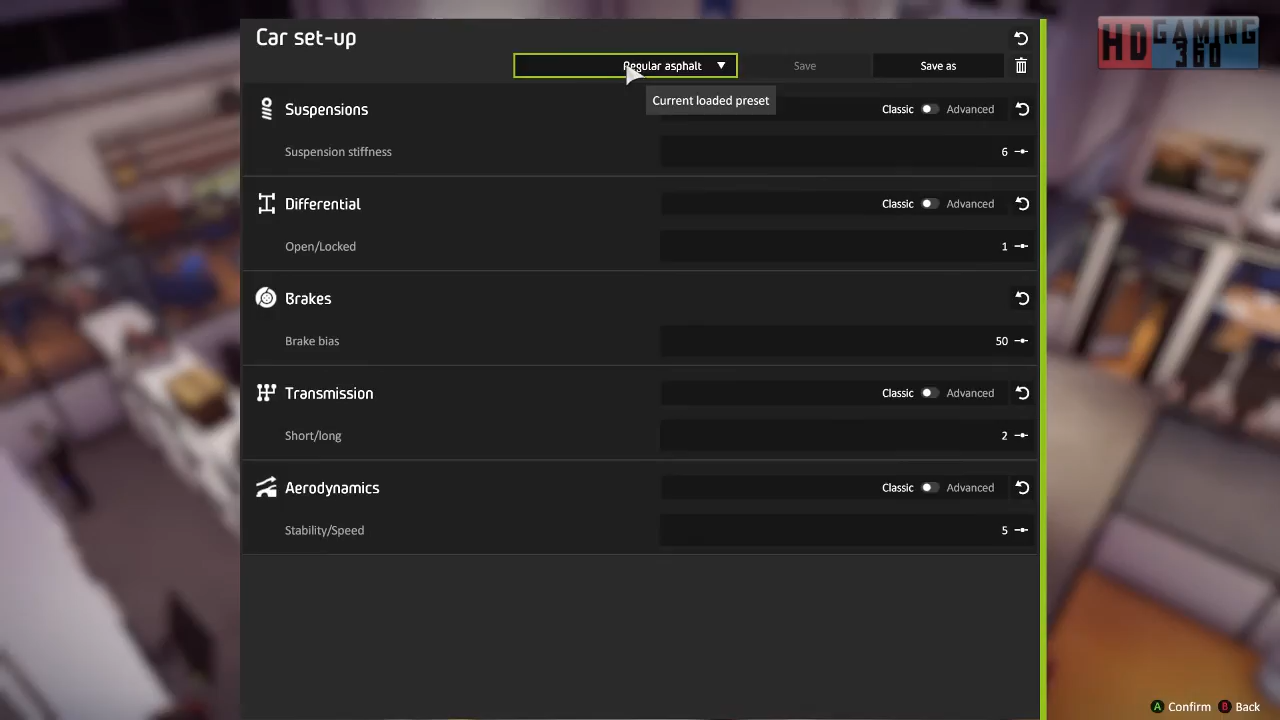 HD GAMING 360
Car set-up
Regular asphalt
Save
Save as
Current loaded preset
Suspensions
Classic Advanced
Suspension stiffness
6
Differential
Classic Advanced
Open/Locked
1
Brakes
Brake bias
50
Transmission
Classic Advanced
Short/long
2
Aerodynamics
Classic Advanced
Stability/Speed
5
A Confirm B Back